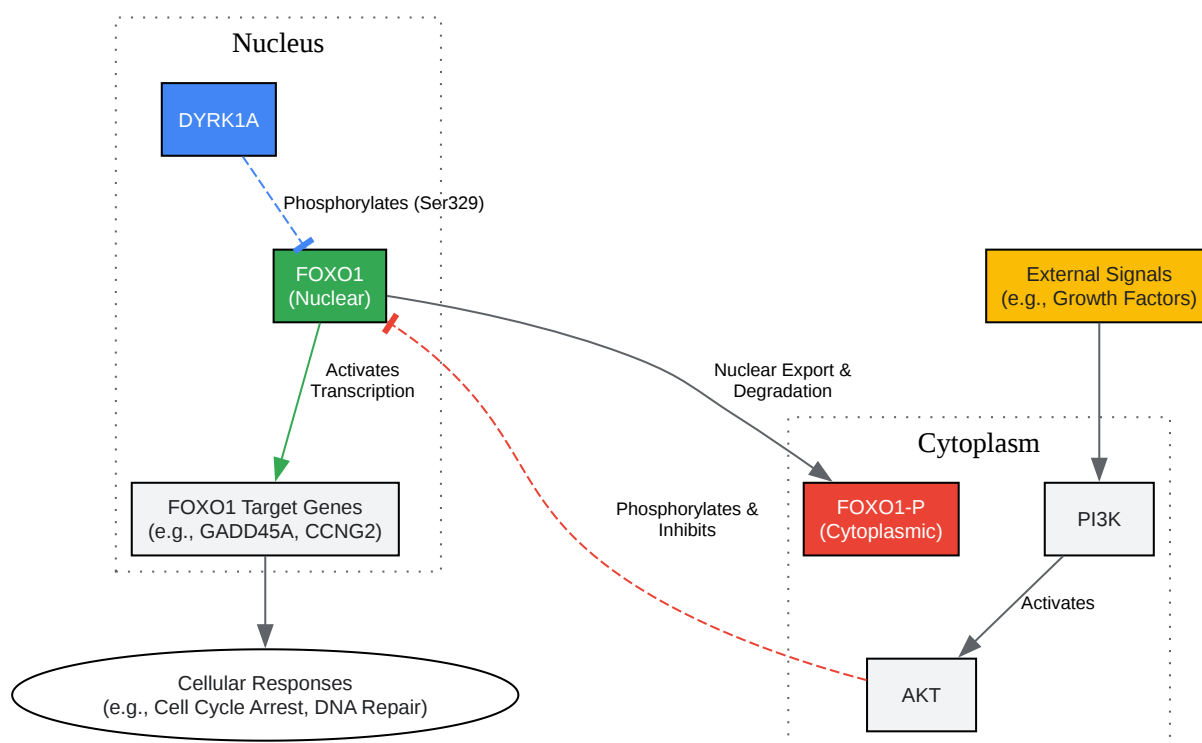 Nucleus
DYRK1A
Phosphorylates (Ser329)
FOXO1
(Nuclear)
External Signals
(e.g., Growth Factors)
Activates
Transcription
Nuclear Export &
Degradation
Cytoplasm
FOXO1 Target Genes
(e.g., GADD45A, CCNG2)
Phosphorylates &
Inhibits
FOXO1-P
(Cytoplasmic)
PI3K
Activates
Cellular Responses
(e.g., Cell Cycle Arrest, DNA Repair)
AKT